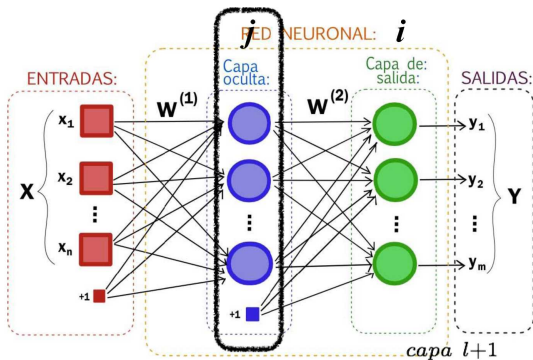 RED NEURONAL:
j
i
ENTRADAS:
Capa
oculta:
Capa de:
salida:
SALIDAS:
W(1)
W(2)
X
x1
x2
...
xn
+1
+1
...
...
y1
y2
...
ym
Y
capa l+1